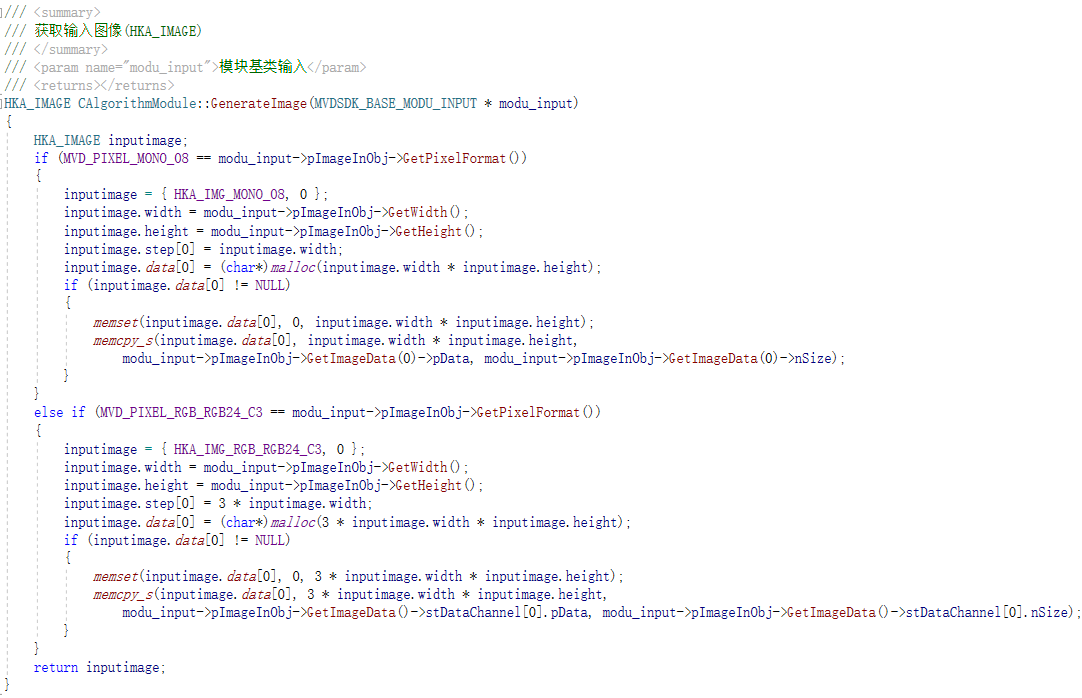 /// <summary>
/// 获取输入图像(HKA_IMAGE)
/// </summary>
/// <param name="modu_input">模块基类输入</param>
/// <returns></returns>
HKA_IMAGE CAlgorithmModule::GenerateImage(MVDSDK_BASE_MODU_INPUT * modu_input)
{
    HKA_IMAGE inputimage;
    if (MVD_PIXEL_MONO_08 == modu_input->pImageInObj->GetPixelFormat())
    {
        inputimage = { HKA_IMG_MONO_08, 0 };
        inputimage.width = modu_input->pImageInObj->GetWidth();
        inputimage.height = modu_input->pImageInObj->GetHeight();
        inputimage.step[0] = inputimage.width;
        inputimage.data[0] = (char*)malloc(inputimage.width * inputimage.height);
        if (inputimage.data[0] != NULL)
        {
            memset(inputimage.data[0], 0, inputimage.width * inputimage.height);
            memcpy_s(inputimage.data[0], inputimage.width * inputimage.height,
                modu_input->pImageInObj->GetImageData(0)->pData, modu_input->pImageInObj->GetImageData(0)->nSize);
        }
    }
    else if (MVD_PIXEL_RGB_RGB24_C3 == modu_input->pImageInObj->GetPixelFormat())
    {
        inputimage = { HKA_IMG_RGB_RGB24_C3, 0 };
        inputimage.width = modu_input->pImageInObj->GetWidth();
        inputimage.height = modu_input->pImageInObj->GetHeight();
        inputimage.step[0] = 3 * inputimage.width;
        inputimage.data[0] = (char*)malloc(3 * inputimage.width * inputimage.height);
        if (inputimage.data[0] != NULL)
        {
            memset(inputimage.data[0], 0, 3 * inputimage.width * inputimage.height);
            memcpy_s(inputimage.data[0], 3 * inputimage.width * inputimage.height,
                modu_input->pImageInObj->GetImageData()->stDataChannel[0].pData, modu_input->pImageInObj->GetImageData()->stDataChannel[0].nSize);
        }
    }
    return inputimage;
}